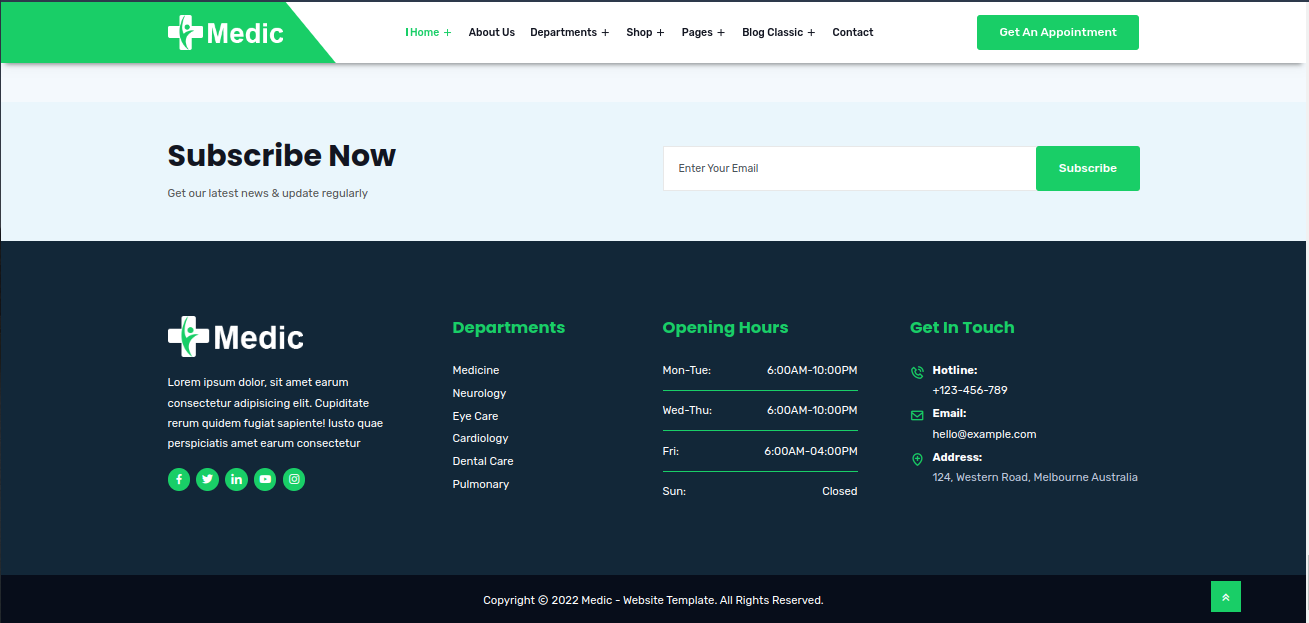 Medic
Home + About Us Departments + Shop + Pages + Blog Classic + Contact
Get An Appointment
Subscribe Now
Get our latest news & update regularly
Enter Your Email
Subscribe
Medic
Lorem ipsum dolor, sit amet earum
consectetur adipisicing elit. Cupiditate
rerum quidem fugiat sapiente! Iusto quae
perspiciatis amet earum consectetur
Departments
Medicine
Neurology
Eye Care
Cardiology
Dental Care
Pulmonary
Opening Hours
Mon-Tue: 6:00AM-10:00PM
Wed-Thu: 6:00AM-10:00PM
Fri: 6:00AM-04:00PM
Sun: Closed
Get In Touch
Hotline:
+123-456-789
Email:
hello@example.com
Address:
124, Western Road, Melbourne Australia
Copyright © 2022 Medic - Website Template. All Rights Reserved.